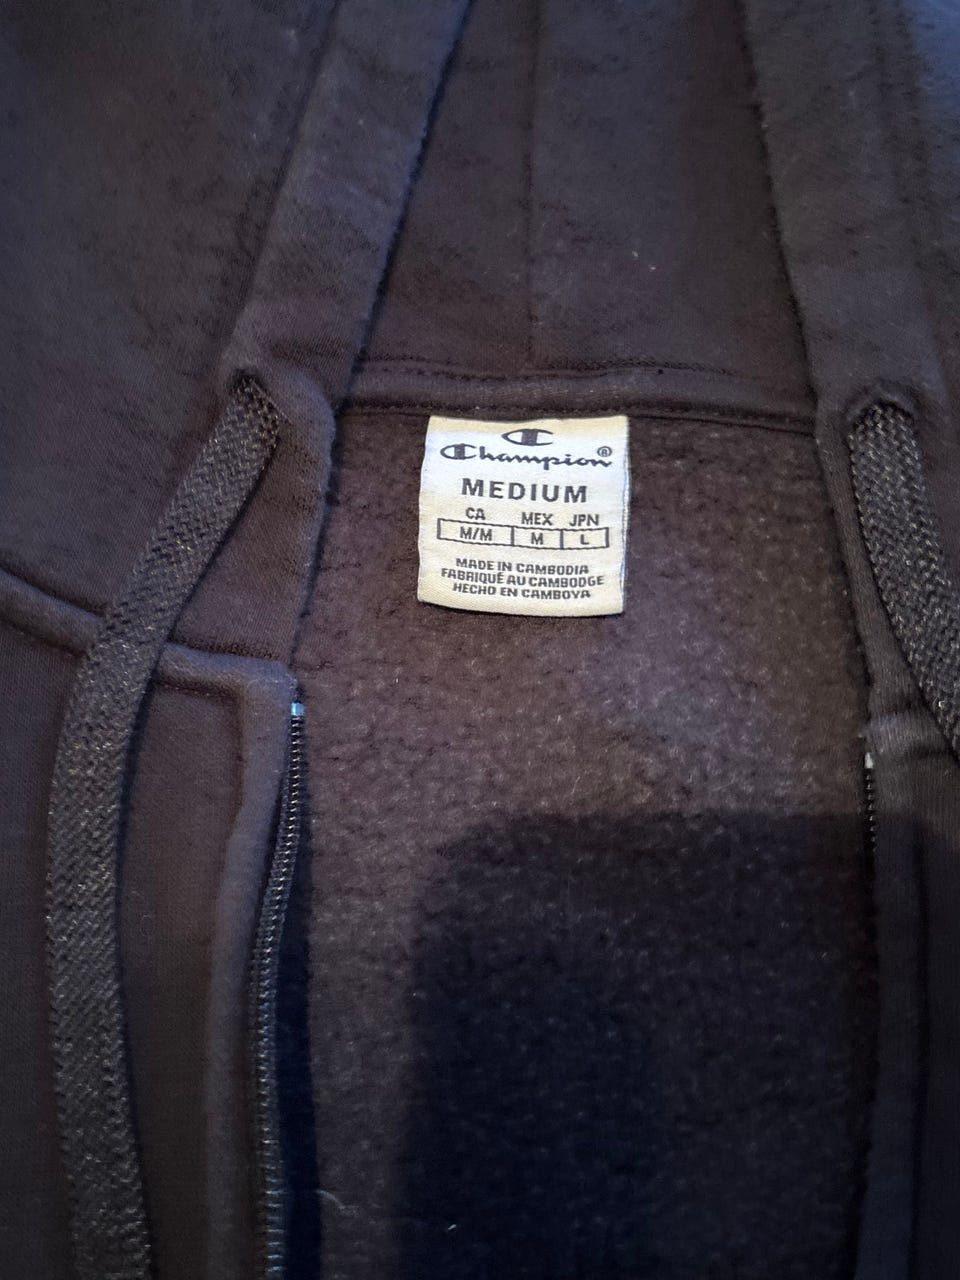 Champion®
MEDIUM
CA MEX JPN
M/M M L
MADE IN CAMBODIA
FABRIQUÉ AU CAMBODGE
HECHO EN CAMBOYA